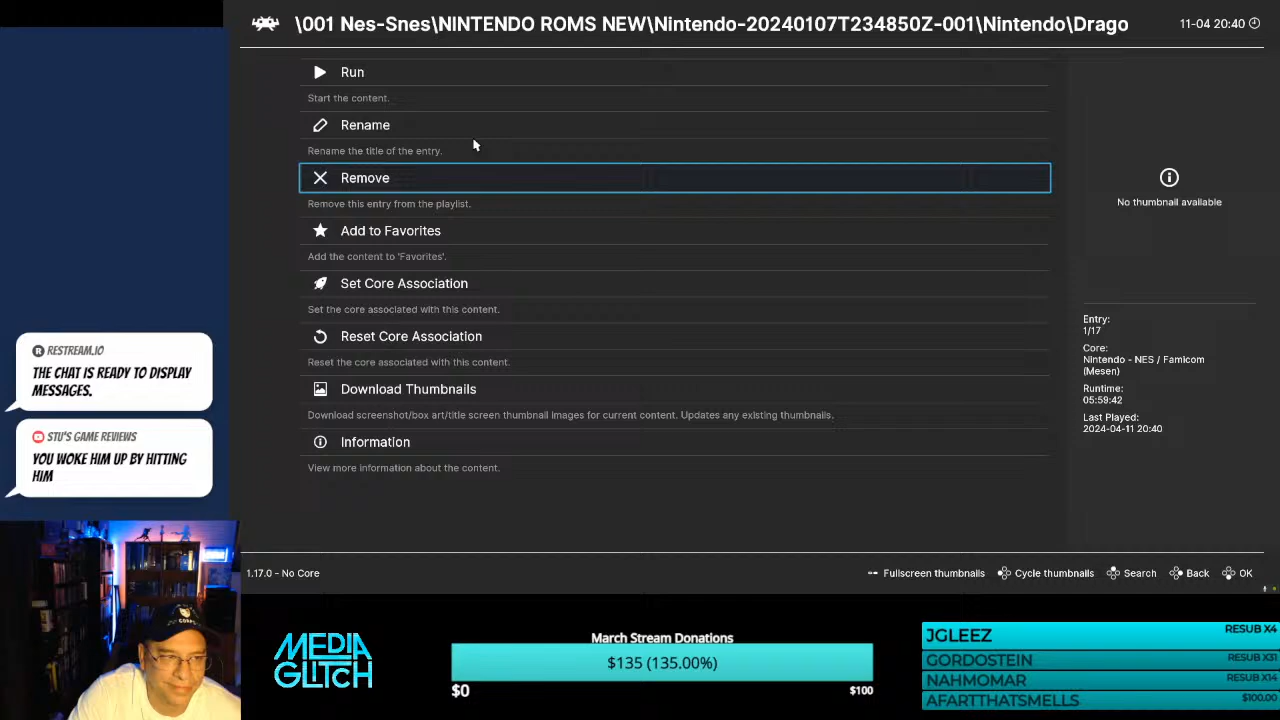 \001 Nes-Snes\NINTENDO ROMS NEW\Nintendo-20240107T234850Z-001\Nintendo\Drago
11-04 20:40
Run
Start the content.
Rename
Rename the title of the entry.
Remove
Remove this entry from the playlist.
Add to Favorites
Add the content to 'Favorites'.
Set Core Association
Set the core associated with this content.
Reset Core Association
Reset the core associated with this content.
Download Thumbnails
Download screenshot/box art/title screen thumbnail images for current content. Updates any existing thumbnails.
Information
View more information about the content.
No thumbnail available
Entry:
1/17
Core:
Nintendo - NES / Famicom
(Mesen)
Runtime:
05:59:42
Last Played:
2024-04-11 20:40
1.17.0 - No Core
Fullscreen thumbnails
Cycle thumbnails
Search
Back
OK
R RESTREAM.IO
THE CHAT IS READY TO DISPLAY
MESSAGES.
STU'S GAME REVIEWS
YOU WOKE HIM UP BY HITTING
HIM
MEDIA
GLITCH
March Stream Donations
$135 (135.00%)
$0
$100
JGLEEZ RESUB X4
GORDOSTEIN RESUB X31
NAHMOMAR RESUB X14
AFARTTHATSMELLS $100.00